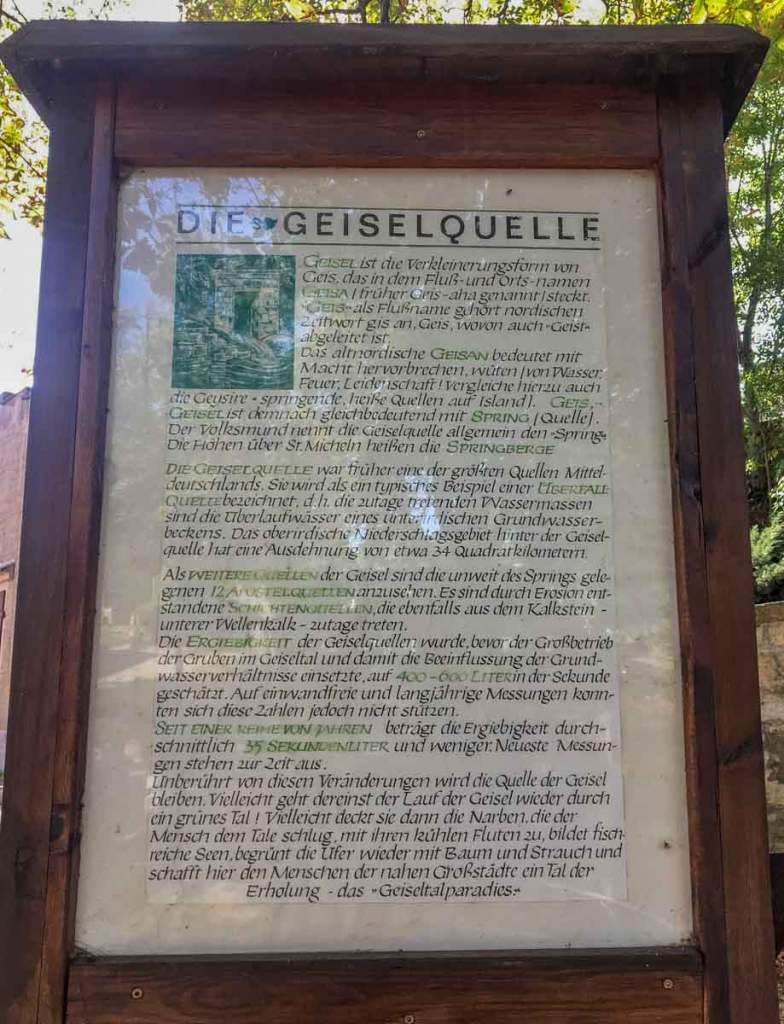 DIE GEISELQUELLE
GEISEL ist die Verkleinerungsform von
Geis, das in dem Fluß- und Orts-namen
GEISA (früher Geis-aha genannt) steckt.
"GEIS" als Flußname gehört nordischen
Zeitwort gis an, Geis, wovon auch "Geist"
abgeleitet ist.
Das altnordische GEISAN bedeutet mit
Macht hervorbrechen, wüten (von Wasser,
Feuer, Leidenschaft! Vergleiche hierzu auch
die Geysire - springende, heiße Quellen auf Island). GEIS,-
GEISEL ist demnach gleichbedeutend mit SPRING (Quelle).
Der Volksmund nennt die Geiselquelle allgemein den "Spring"
Die Höhen über St. Micheln heißen die SPRINGBERGE
DIE GEISELQUELLE war früher eine der größten Quellen Mittel-
deutschlands. Sie wird als ein typisches Beispiel einer ÜBERFALL-
QUELLE bezeichnet, d.h. die zutage tretenden Wassermassen
sind die Überlaufwässer eines unterirdischen Grundwasser-
beckens. Das oberirdische Niederschlagsgebiet hinter der Geisel-
quelle hat eine Ausdehnung von etwa 34 Quadratkilometern.
Als WEITERE QUELLEN der Geisel sind die unweit des Springs gele-
genen 12 APOSTELQUELLEN anzusehen. Es sind durch Erosion ent-
standene SCHICHTENQUELLEN, die ebenfalls aus dem Kalkstein -
unterer Wellenkalk - zutage treten.
Die ERGIEBIGKEIT der Geiselquellen wurde, bevor der Großbetrieb
der Gruben im Geiseltal und damit die Beeinflussung der Grund-
wasserverhältnisse einsetzte, auf 400-600 LITER in der Sekunde
geschätzt. Auf einwandfreie und langjährige Messungen konn-
ten sich diese Zahlen jedoch nicht stützen.
SEIT EINER REIHE VON JAHREN beträgt die Ergiebigkeit durch-
schnittlich 35 SEKUNDENLITER und weniger. Neueste Messun-
gen stehen zur Zeit aus.
Unberührt von diesen Veränderungen wird die Quelle der Geisel
bleiben. Vielleicht geht dereinst der Lauf der Geisel wieder durch
ein grünes Tal! Vielleicht deckt sie dann die Narben, die der
Mensch dem Tale schlug, mit ihren kühlen Fluten zu, bildet fisch-
reiche Seen, begrünt die Ufer wieder mit Baum und Strauch und
schafft hier den Menschen der nahen Großstädte ein Tal der
Erholung - das "Geiseltalparadies."